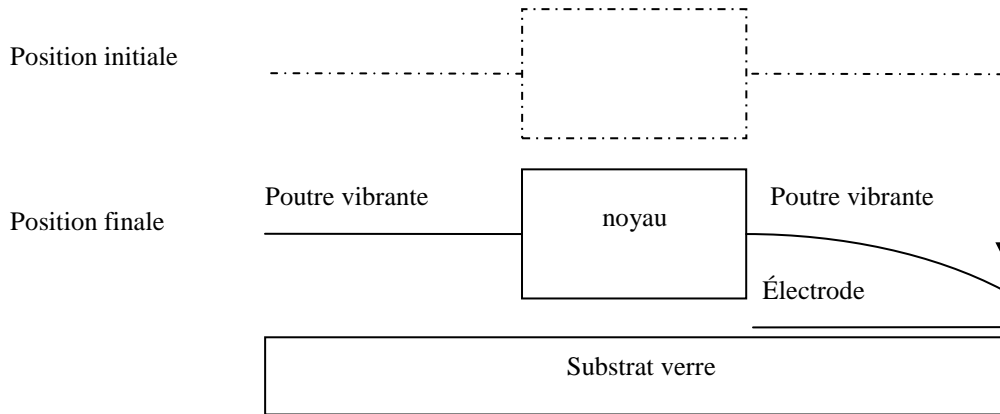 Position initiale
Poutre vibrante
Poutre vibrante
Position finale
noyau
Électrode
Substrat verre